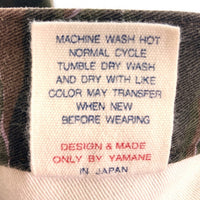 MACHINE WASH HOT
NORMAL CYCLE
TUMBLE DRY WASH
AND DRY WITH LIKE
COLOR MAY TRANSFER
WHEN NEW
BEFORE WEARING
DESIGN & MADE
ONLY BY YAMANE
IN JAPAN